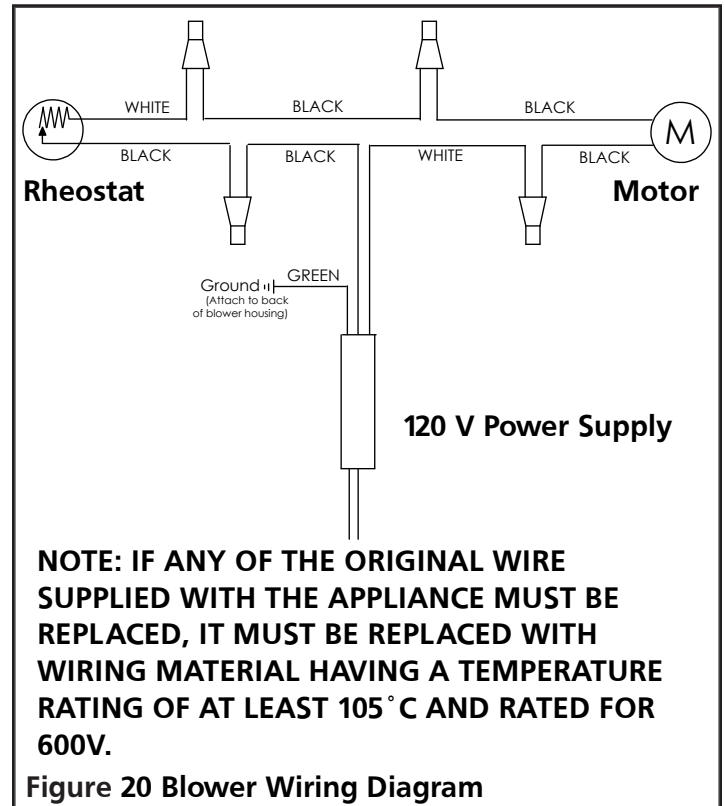 WHITE
BLACK
BLACK
BLACK
BLACK
WHITE
BLACK
M
Rheostat
Motor
GREEN
Ground
(Attach to back
of blower housing)
120 V Power Supply
NOTE: IF ANY OF THE ORIGINAL WIRE
SUPPLIED WITH THE APPLIANCE MUST BE
REPLACED, IT MUST BE REPLACED WITH
WIRING MATERIAL HAVING A TEMPERATURE
RATING OF AT LEAST 105°C AND RATED FOR
600V.
Figure 20 Blower Wiring Diagram